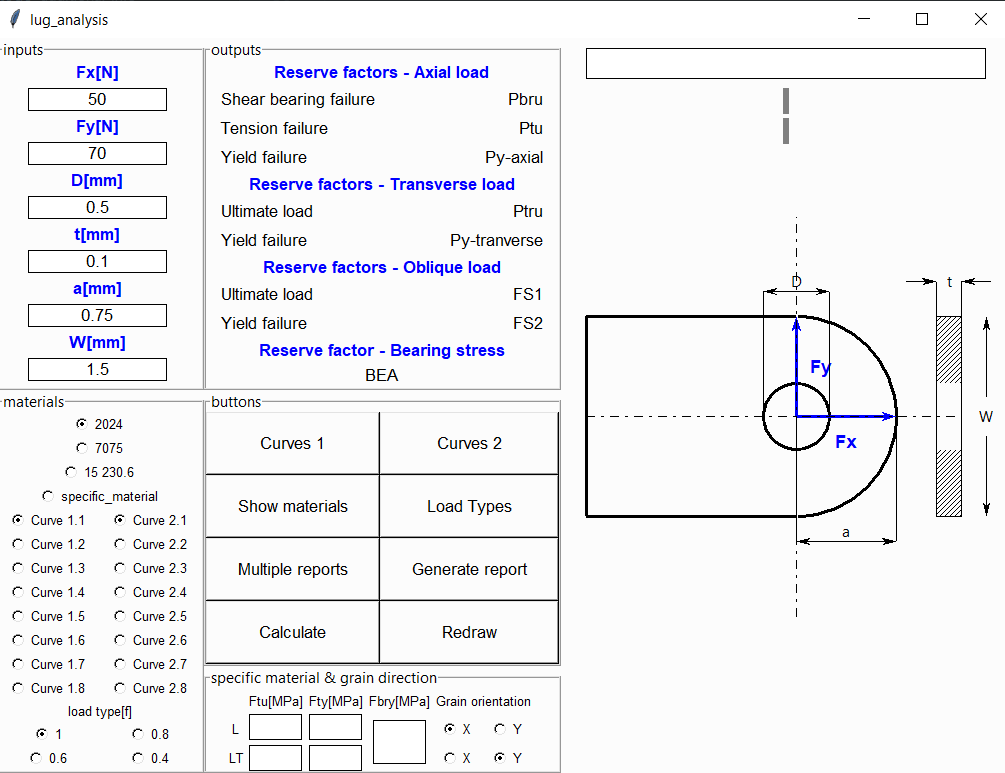 lug_analysis
inputs
Fx[N]
50
Fy[N]
70
D[mm]
0.5
t[mm]
0.1
a[mm]
0.75
W[mm]
1.5
outputs
Reserve factors - Axial load
Shear bearing failure Pbru
Tension failure Ptu
Yield failure Py-axial
Reserve factors - Transverse load
Ultimate load Ptru
Yield failure Py-tranverse
Reserve factors - Oblique load
Ultimate load FS1
Yield failure FS2
Reserve factor - Bearing stress
BEA
materials
2024
7075
15 230.6
specific_material
Curve 1.1 Curve 2.1
Curve 1.2 Curve 2.2
Curve 1.3 Curve 2.3
Curve 1.4 Curve 2.4
Curve 1.5 Curve 2.5
Curve 1.6 Curve 2.6
Curve 1.7 Curve 2.7
Curve 1.8 Curve 2.8
load type[f]
1 0.8
0.6 0.4
buttons
Curves 1 Curves 2
Show materials Load Types
Multiple reports Generate report
Calculate Redraw
specific material & grain direction
Ftu[MPa] Fty[MPa] Fbry[MPa] Grain orientation
L X Y
LT X Y
D
t
Fy
W
Fx
a